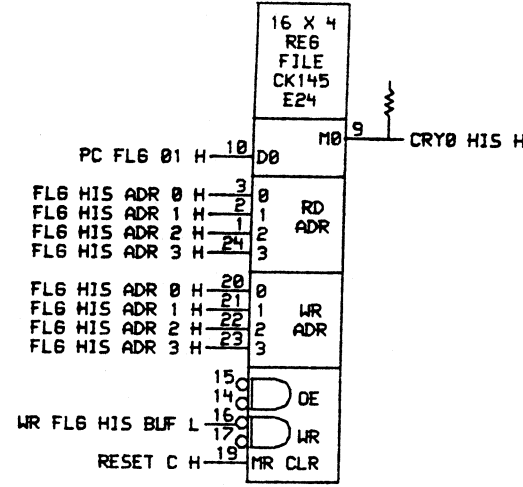 16 X 4
REG
FILE
CK145
E24
M0 9 CRY0 HIS H
PC FLG 01 H 10 D0
FLG HIS ADR 0 H 3 0
FLG HIS ADR 1 H 2 1 RD
FLG HIS ADR 2 H 1 2 ADR
FLG HIS ADR 3 H 24 3
FLG HIS ADR 0 H 20 0
FLG HIS ADR 1 H 21 1 WR
FLG HIS ADR 2 H 22 2 ADR
FLG HIS ADR 3 H 23 3
15
14 OE
WR FLG HIS BUF L 16
17 WR
RESET C H 19 MR CLR